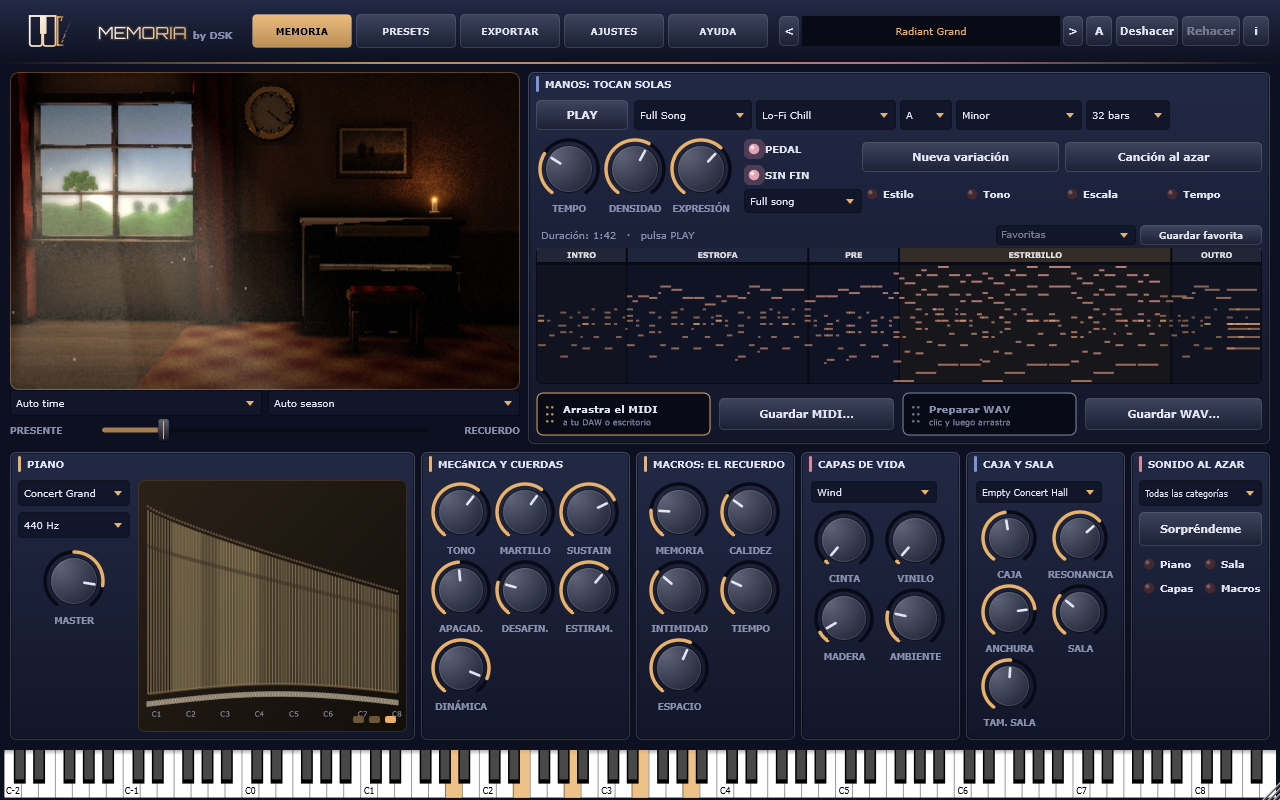 MEMORIA by DSK
MEMORIA
PRESETS
EXPORTAR
AJUSTES
AYUDA
<
Radiant Grand
>
A
Deshacer
Rehacer
i
MANOS: TOCAN SOLAS
PLAY
Full Song
Lo-Fi Chill
A
Minor
32 bars
TEMPO
DENSIDAD
EXPRESIÓN
PEDAL
SIN FIN
Full song
Nueva variación
Canción al azar
Estilo
Tono
Escala
Tempo
Duración: 1:42 · pulsa PLAY
Favoritas
Guardar favorita
INTRO
ESTROFA
PRE
ESTRIBILLO
OUTRO
Arrastra el MIDI
a tu DAW o escritorio
Guardar MIDI...
Preparar WAV
clic y luego arrastra
Guardar WAV...
Auto time
Auto season
PRESENTE
RECUERDO
PIANO
Concert Grand
440 Hz
MASTER
C1
C2
C3
C4
C5
C6
C7
C8
MECáNICA Y CUERDAS
TONO
MARTILLO
SUSTAIN
APAGAD.
DESAFIN.
ESTIRAM.
DINÁMICA
MACROS: EL RECUERDO
MEMORIA
CALIDEZ
INTIMIDAD
TIEMPO
ESPACIO
CAPAS DE VIDA
Wind
CINTA
VINILO
MADERA
AMBIENTE
CAJA Y SALA
Empty Concert Hall
CAJA
RESONANCIA
ANCHURA
SALA
TAM. SALA
SONIDO AL AZAR
Todas las categorías
Sorpréndeme
Piano
Sala
Capas
Macros
C-2
C-1
C0
C1
C2
C3
C4
C5
C6
C7
C8